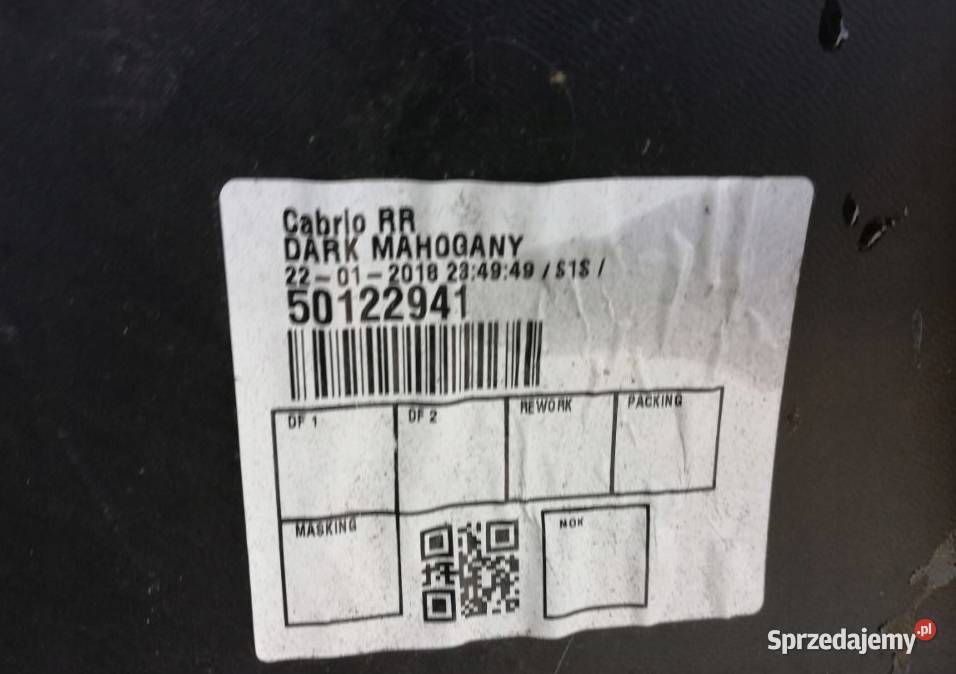 Cabrio RR
DARK MAHOGANY
22-01-2018 23:49:49 / $1$ /
50122941
DF 1
DF 2
REWORK
PACKING
MASKING
NOK
Sprzedajemy.pl